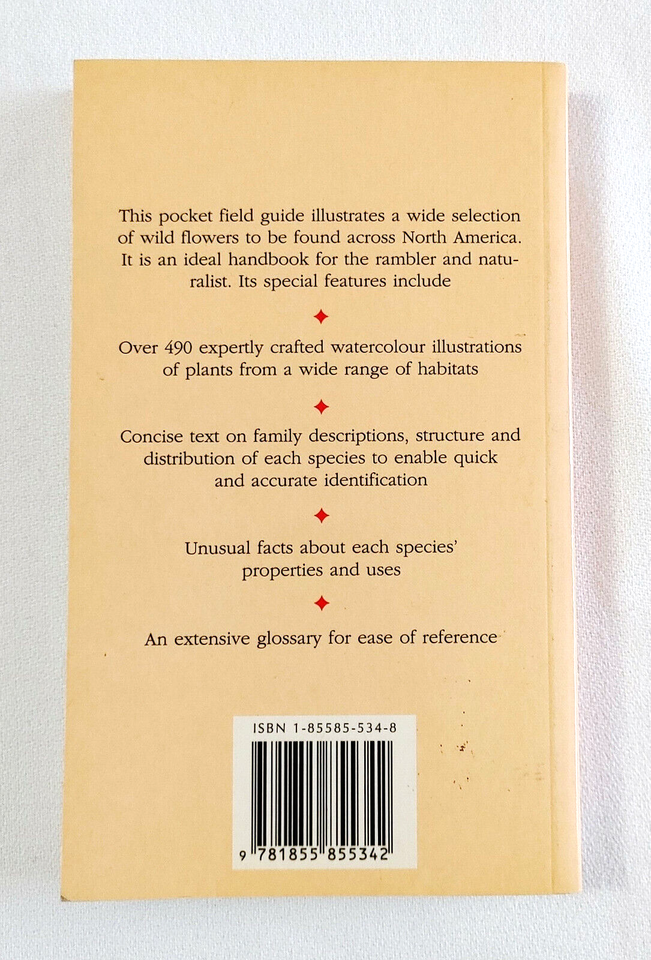 This pocket field guide illustrates a wide selection
of wild flowers to be found across North America.
It is an ideal handbook for the rambler and natu-
ralist. Its special features include
Over 490 expertly crafted watercolour illustrations
of plants from a wide range of habitats
Concise text on family descriptions, structure and
distribution of each species to enable quick
and accurate identification
Unusual facts about each species'
properties and uses
An extensive glossary for ease of reference
ISBN 1-85585-534-8
9 781855 855342